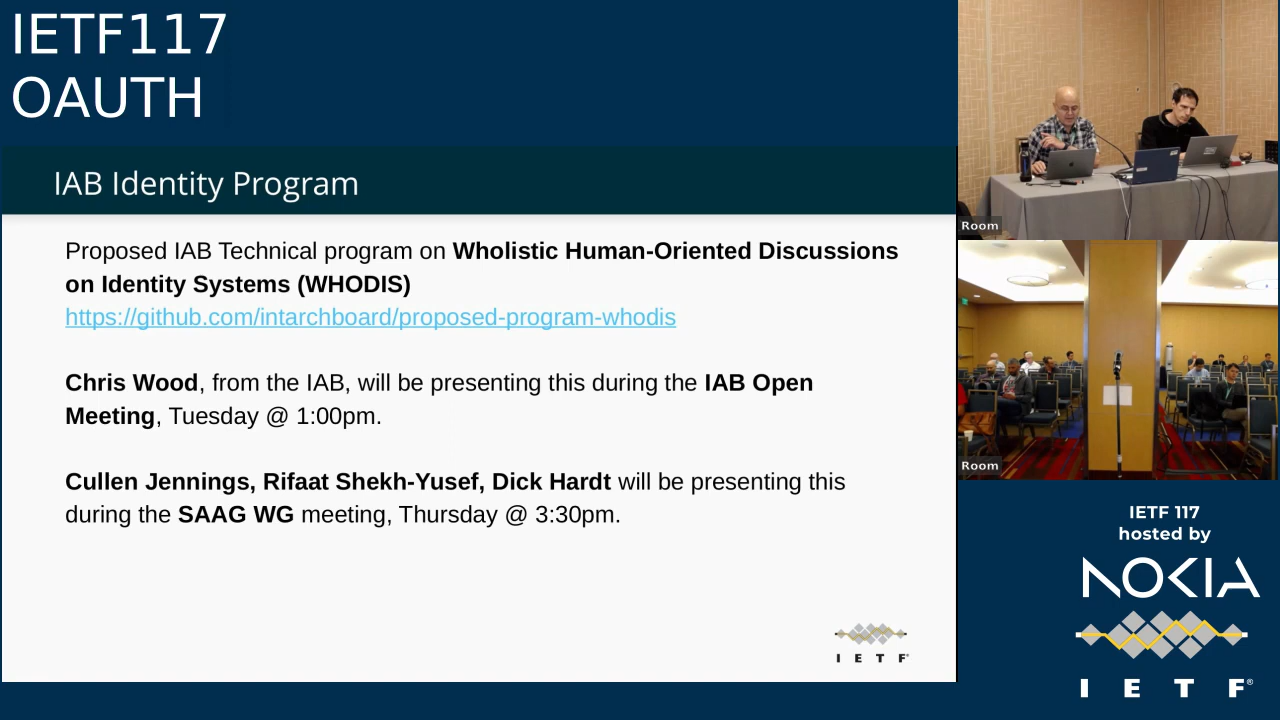 IETF117
OAUTH
IAB Identity Program
Proposed IAB Technical program on Wholistic Human-Oriented Discussions
on Identity Systems (WHODIS)
https://github.com/intarchboard/proposed-program-whodis
Chris Wood, from the IAB, will be presenting this during the IAB Open
Meeting, Tuesday @ 1:00pm.
Cullen Jennings, Rifaat Shekh-Yusef, Dick Hardt will be presenting this
during the SAAG WG meeting, Thursday @ 3:30pm.
I E T F®
Room
Room
IETF 117
hosted by
NOKIA
I E T F®